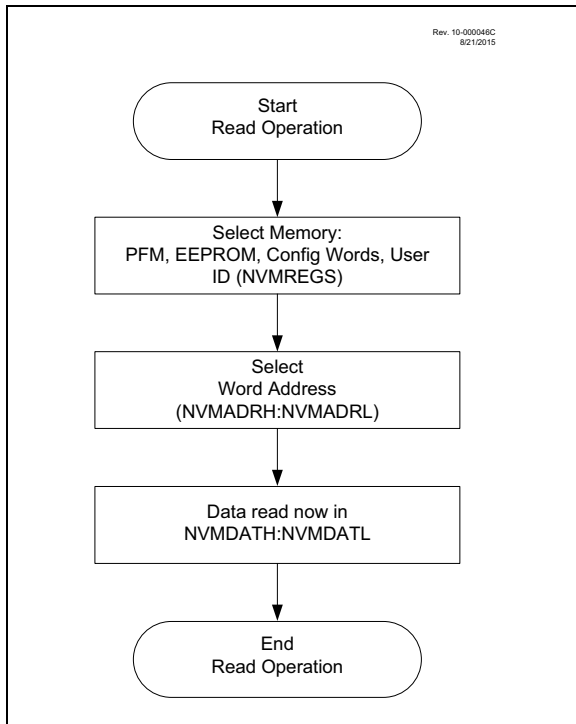 Rev. 10-000046C
8/21/2015
Start
Read Operation
Select Memory:
PFM, EEPROM, Config Words, User
ID (NVMREGS)
Select
Word Address
(NVMADRH:NVMADRL)
Data read now in
NVMDATH:NVMDATL
End
Read Operation